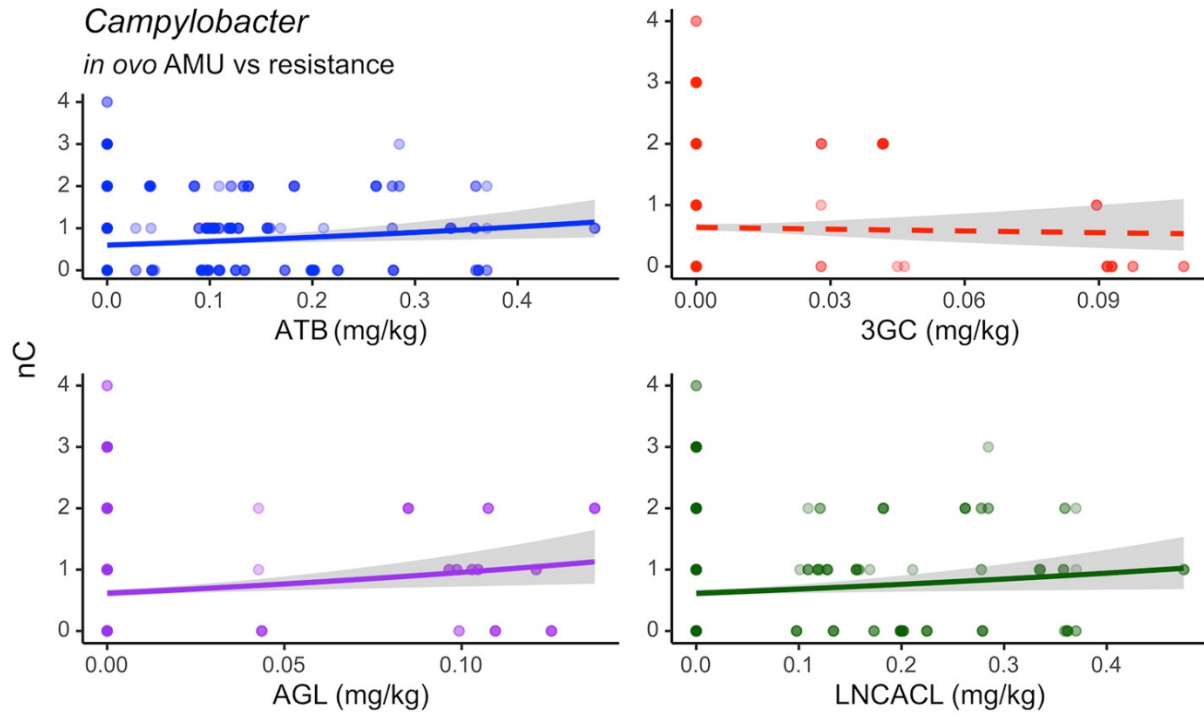 Campylobacter
in ovo AMU vs resistance
4
3
2
1
0
0.0 0.1 0.2 0.3 0.4
ATB (mg/kg)
4
3
2
1
0
0.00 0.03 0.06 0.09
3GC (mg/kg)
nC
4
3
2
1
0
0.00 0.05 0.10
AGL (mg/kg)
4
3
2
1
0
0.0 0.1 0.2 0.3 0.4
LNCACL (mg/kg)